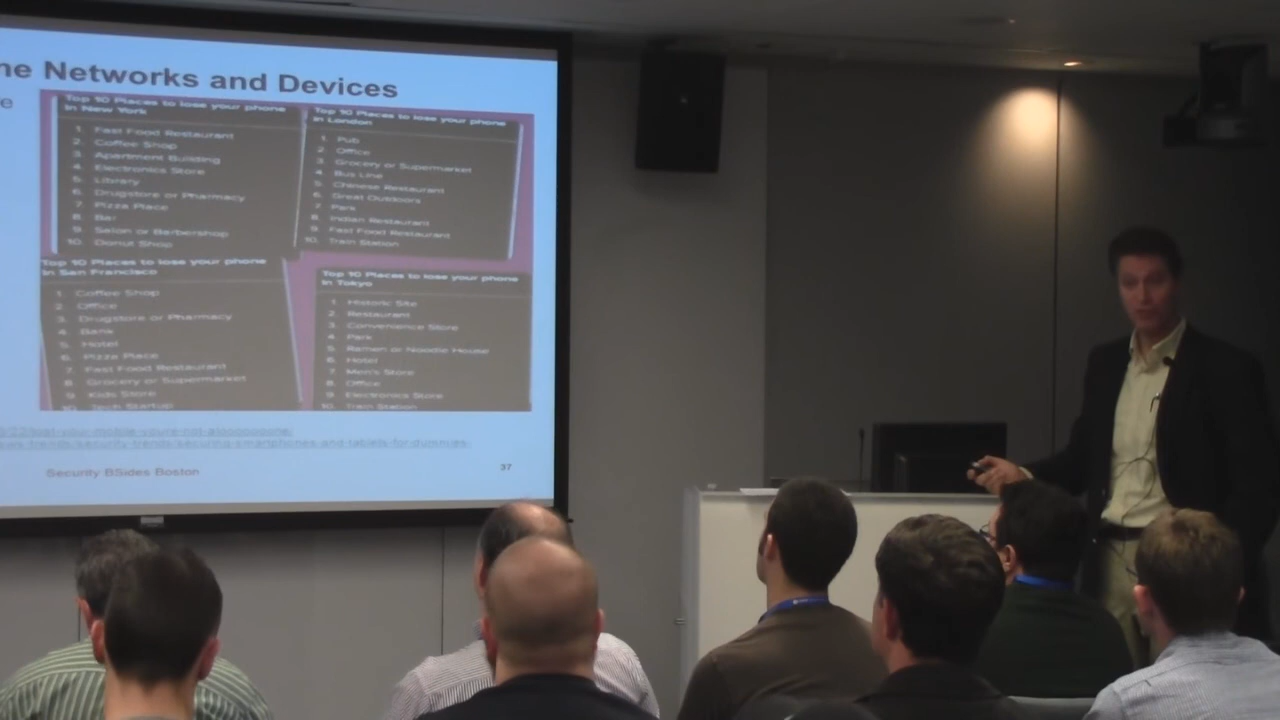 ne Networks and Devices
e
Top 10 Places to lose your phone
in New York
1. Fast Food Restaurant
2. Coffee Shop
3. Apartment Building
4. Electronics Store
5. Library
6. Drugstore or Pharmacy
7. Pizza Place
8. Bar
9. Salon or Barbershop
10. Donut Shop
Top 10 Places to lose your phone
in London
1. Pub
2. Office
3. Grocery or Supermarket
4. Bus Line
5. Chinese Restaurant
6. Great Outdoors
7. Park
8. Indian Restaurant
9. Fast Food Restaurant
10. Train Station
Top 10 Places to lose your phone
in San Francisco
1. Coffee Shop
2. Office
3. Drugstore or Pharmacy
4. Bank
5. Hotel
6. Pizza Place
7. Fast Food Restaurant
8. Grocery or Supermarket
9. Kids Store
10. Tech Startup
Top 10 Places to lose your phone
in Tokyo
1. Historic Site
2. Restaurant
3. Convenience Store
4. Park
5. Ramen or Noodle House
6. Hotel
7. Men's Store
8. Office
9. Electronics Store
10. Train Station
Security BSides Boston
37